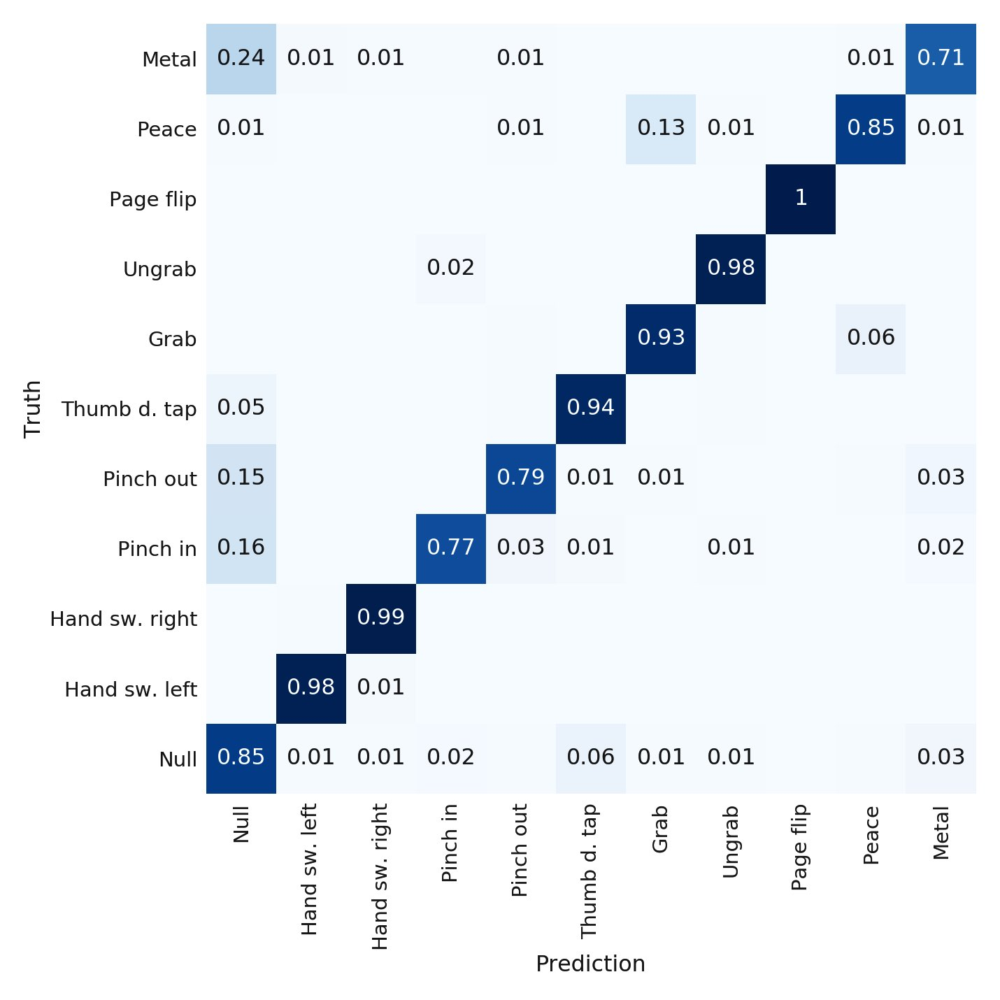 Metal 0.24 0.01 0.01 0.01 0.01 0.71
Peace 0.01 0.01 0.13 0.01 0.85 0.01
Page flip 1
Ungrab 0.02 0.98
Grab 0.93 0.06
Truth
Thumb d. tap 0.05 0.94
Pinch out 0.15 0.79 0.01 0.01 0.03
Pinch in 0.16 0.77 0.03 0.01 0.01 0.02
Hand sw. right 0.99
Hand sw. left 0.98 0.01
Null 0.85 0.01 0.01 0.02 0.06 0.01 0.01 0.03
Null
Hand sw. left
Hand sw. right
Pinch in
Pinch out
Thumb d. tap
Grab
Ungrab
Page flip
Peace
Metal
Prediction